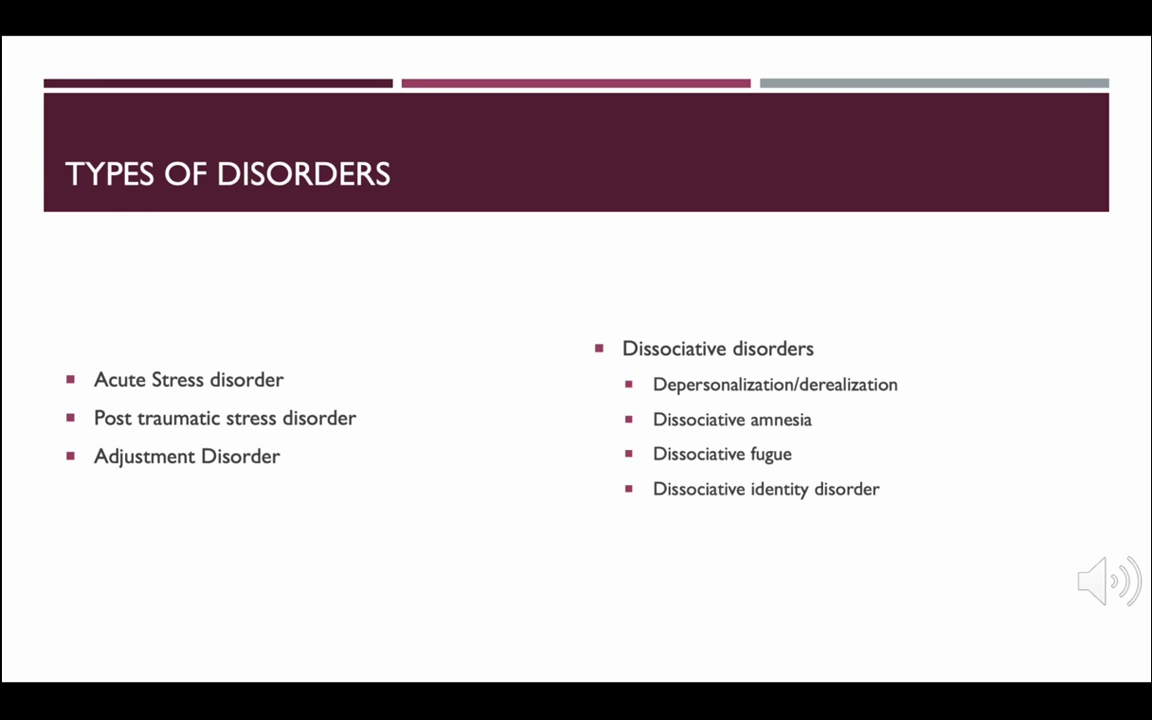 TYPES OF DISORDERS
Acute Stress disorder
Post traumatic stress disorder
Adjustment Disorder
Dissociative disorders
Depersonalization/derealization
Dissociative amnesia
Dissociative fugue
Dissociative identity disorder